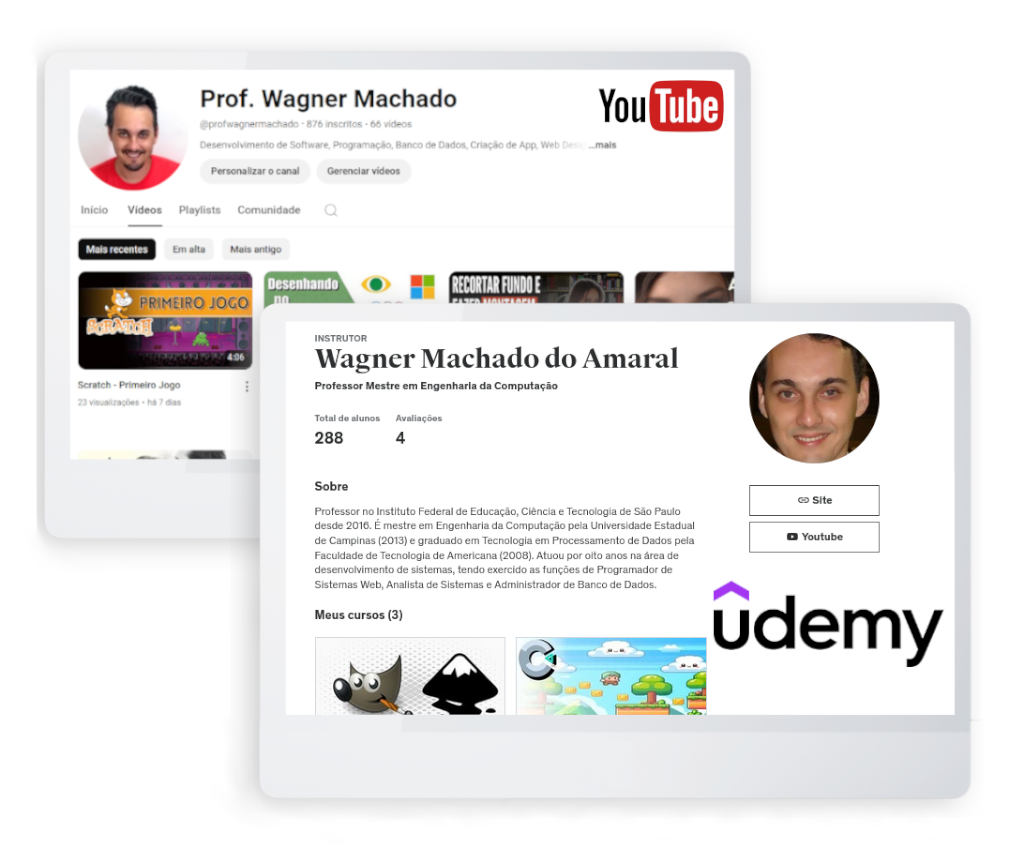 Prof. Wagner Machado
YouTube
@profwagnermachado • 876 inscritos • 66 vídeos
Desenvolvimento de Software, Programação, Banco de Dados, Criação de App, Web Desi ...mais
Personalizar o canal
Gerenciar vídeos
Início Vídeos Playlists Comunidade
Mais recentes Em alta Mais antigo
PRIMEIRO JOGO
SCRATCH
4:06
Desenhando
no
RECORTAR FUNDO E
FAZER MONTAGEM
Scratch - Primeiro Jogo
23 visualizações • há 7 dias
INSTRUTOR
Wagner Machado do Amaral
Professor Mestre em Engenharia da Computação
Total de alunos Avaliações
288 4
Sobre
Professor no Instituto Federal de Educação, Ciência e Tecnologia de São Paulo
desde 2016. É mestre em Engenharia da Computação pela Universidade Estadual
de Campinas (2013) e graduado em Tecnologia em Processamento de Dados pela
Faculdade de Tecnologia de Americana (2008). Atuou por oito anos na área de
desenvolvimento de sistemas, tendo exercido as funções de Programador de
Sistemas Web, Analista de Sistemas e Administrador de Banco de Dados.
Meus cursos (3)
Site
Youtube
udemy